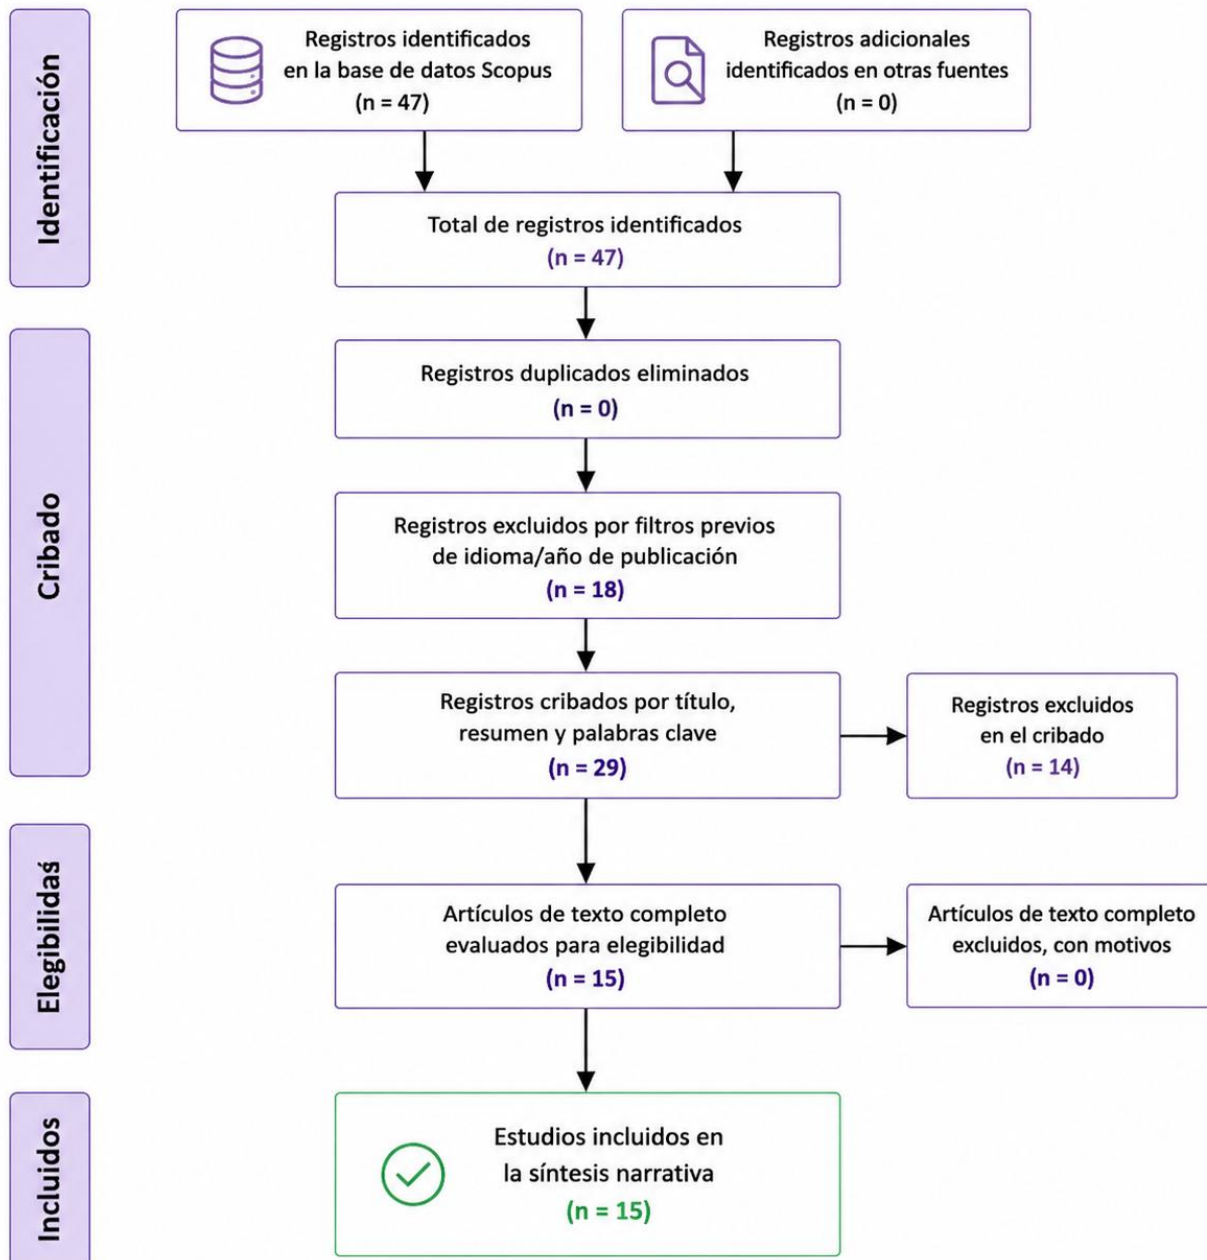 Identificación
Registros identificados
en la base de datos Scopus
(n = 47)
Registros adicionales
identificados en otras fuentes
(n = 0)
Total de registros identificados
(n = 47)
Cribado
Registros duplicados eliminados
(n = 0)
Registros excluidos por filtros previos
de idioma/año de publicación
(n = 18)
Registros cribados por título,
resumen y palabras clave
(n = 29)
Registros excluidos
en el cribado
(n = 14)
Elegibilidaś
Artículos de texto completo
evaluados para elegibilidad
(n = 15)
Artículos de texto completo
excluidos, con motivos
(n = 0)
Incluidos
Estudios incluidos en
la síntesis narrativa
(n = 15)